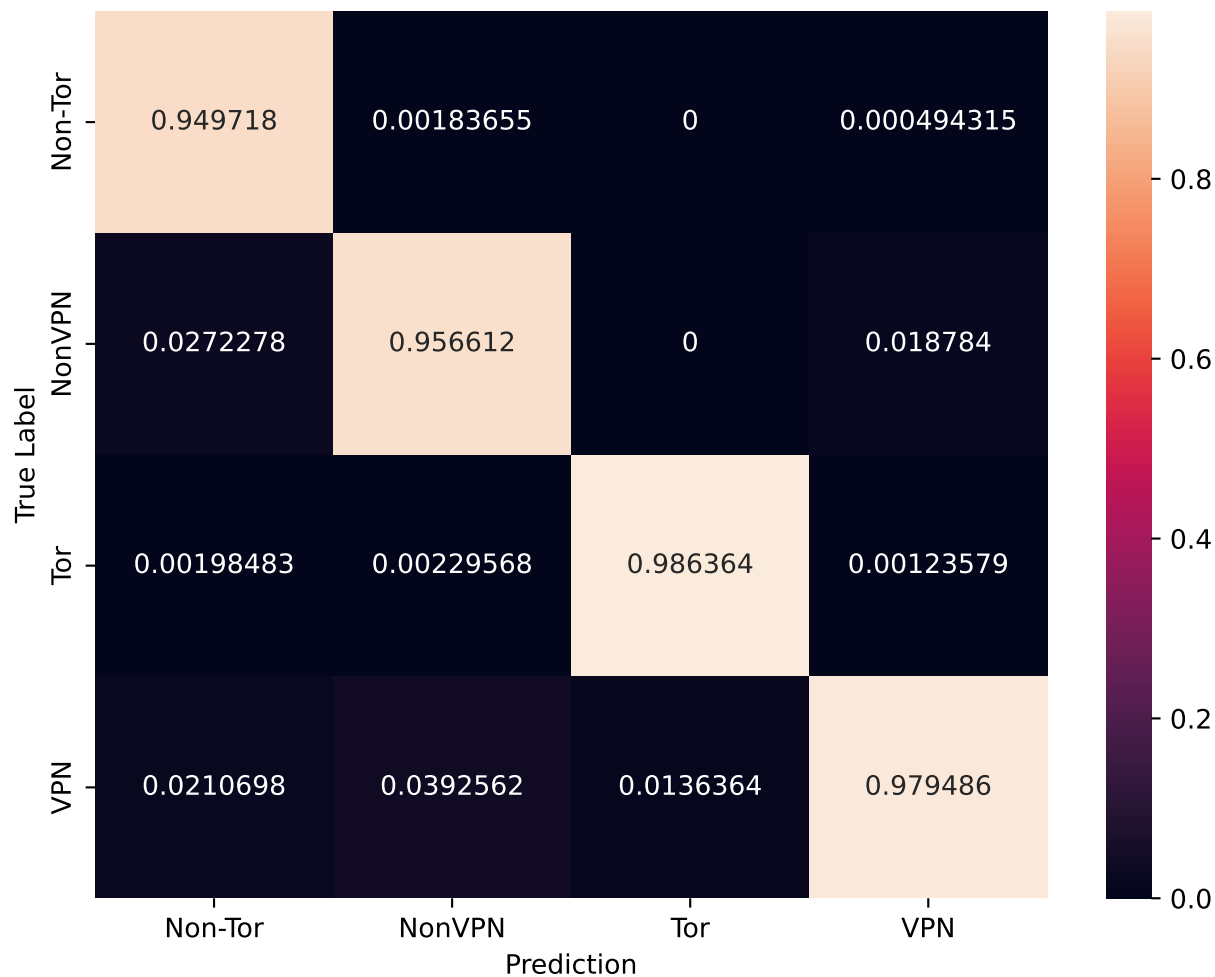 True Label
Non-Tor
0.949718 0.00183655 0 0.000494315
NonVPN
0.0272278 0.956612 0 0.018784
Tor
0.00198483 0.00229568 0.986364 0.00123579
VPN
0.0210698 0.0392562 0.0136364 0.979486
Non-Tor NonVPN Tor VPN
Prediction
0.8
0.6
0.4
0.2
0.0